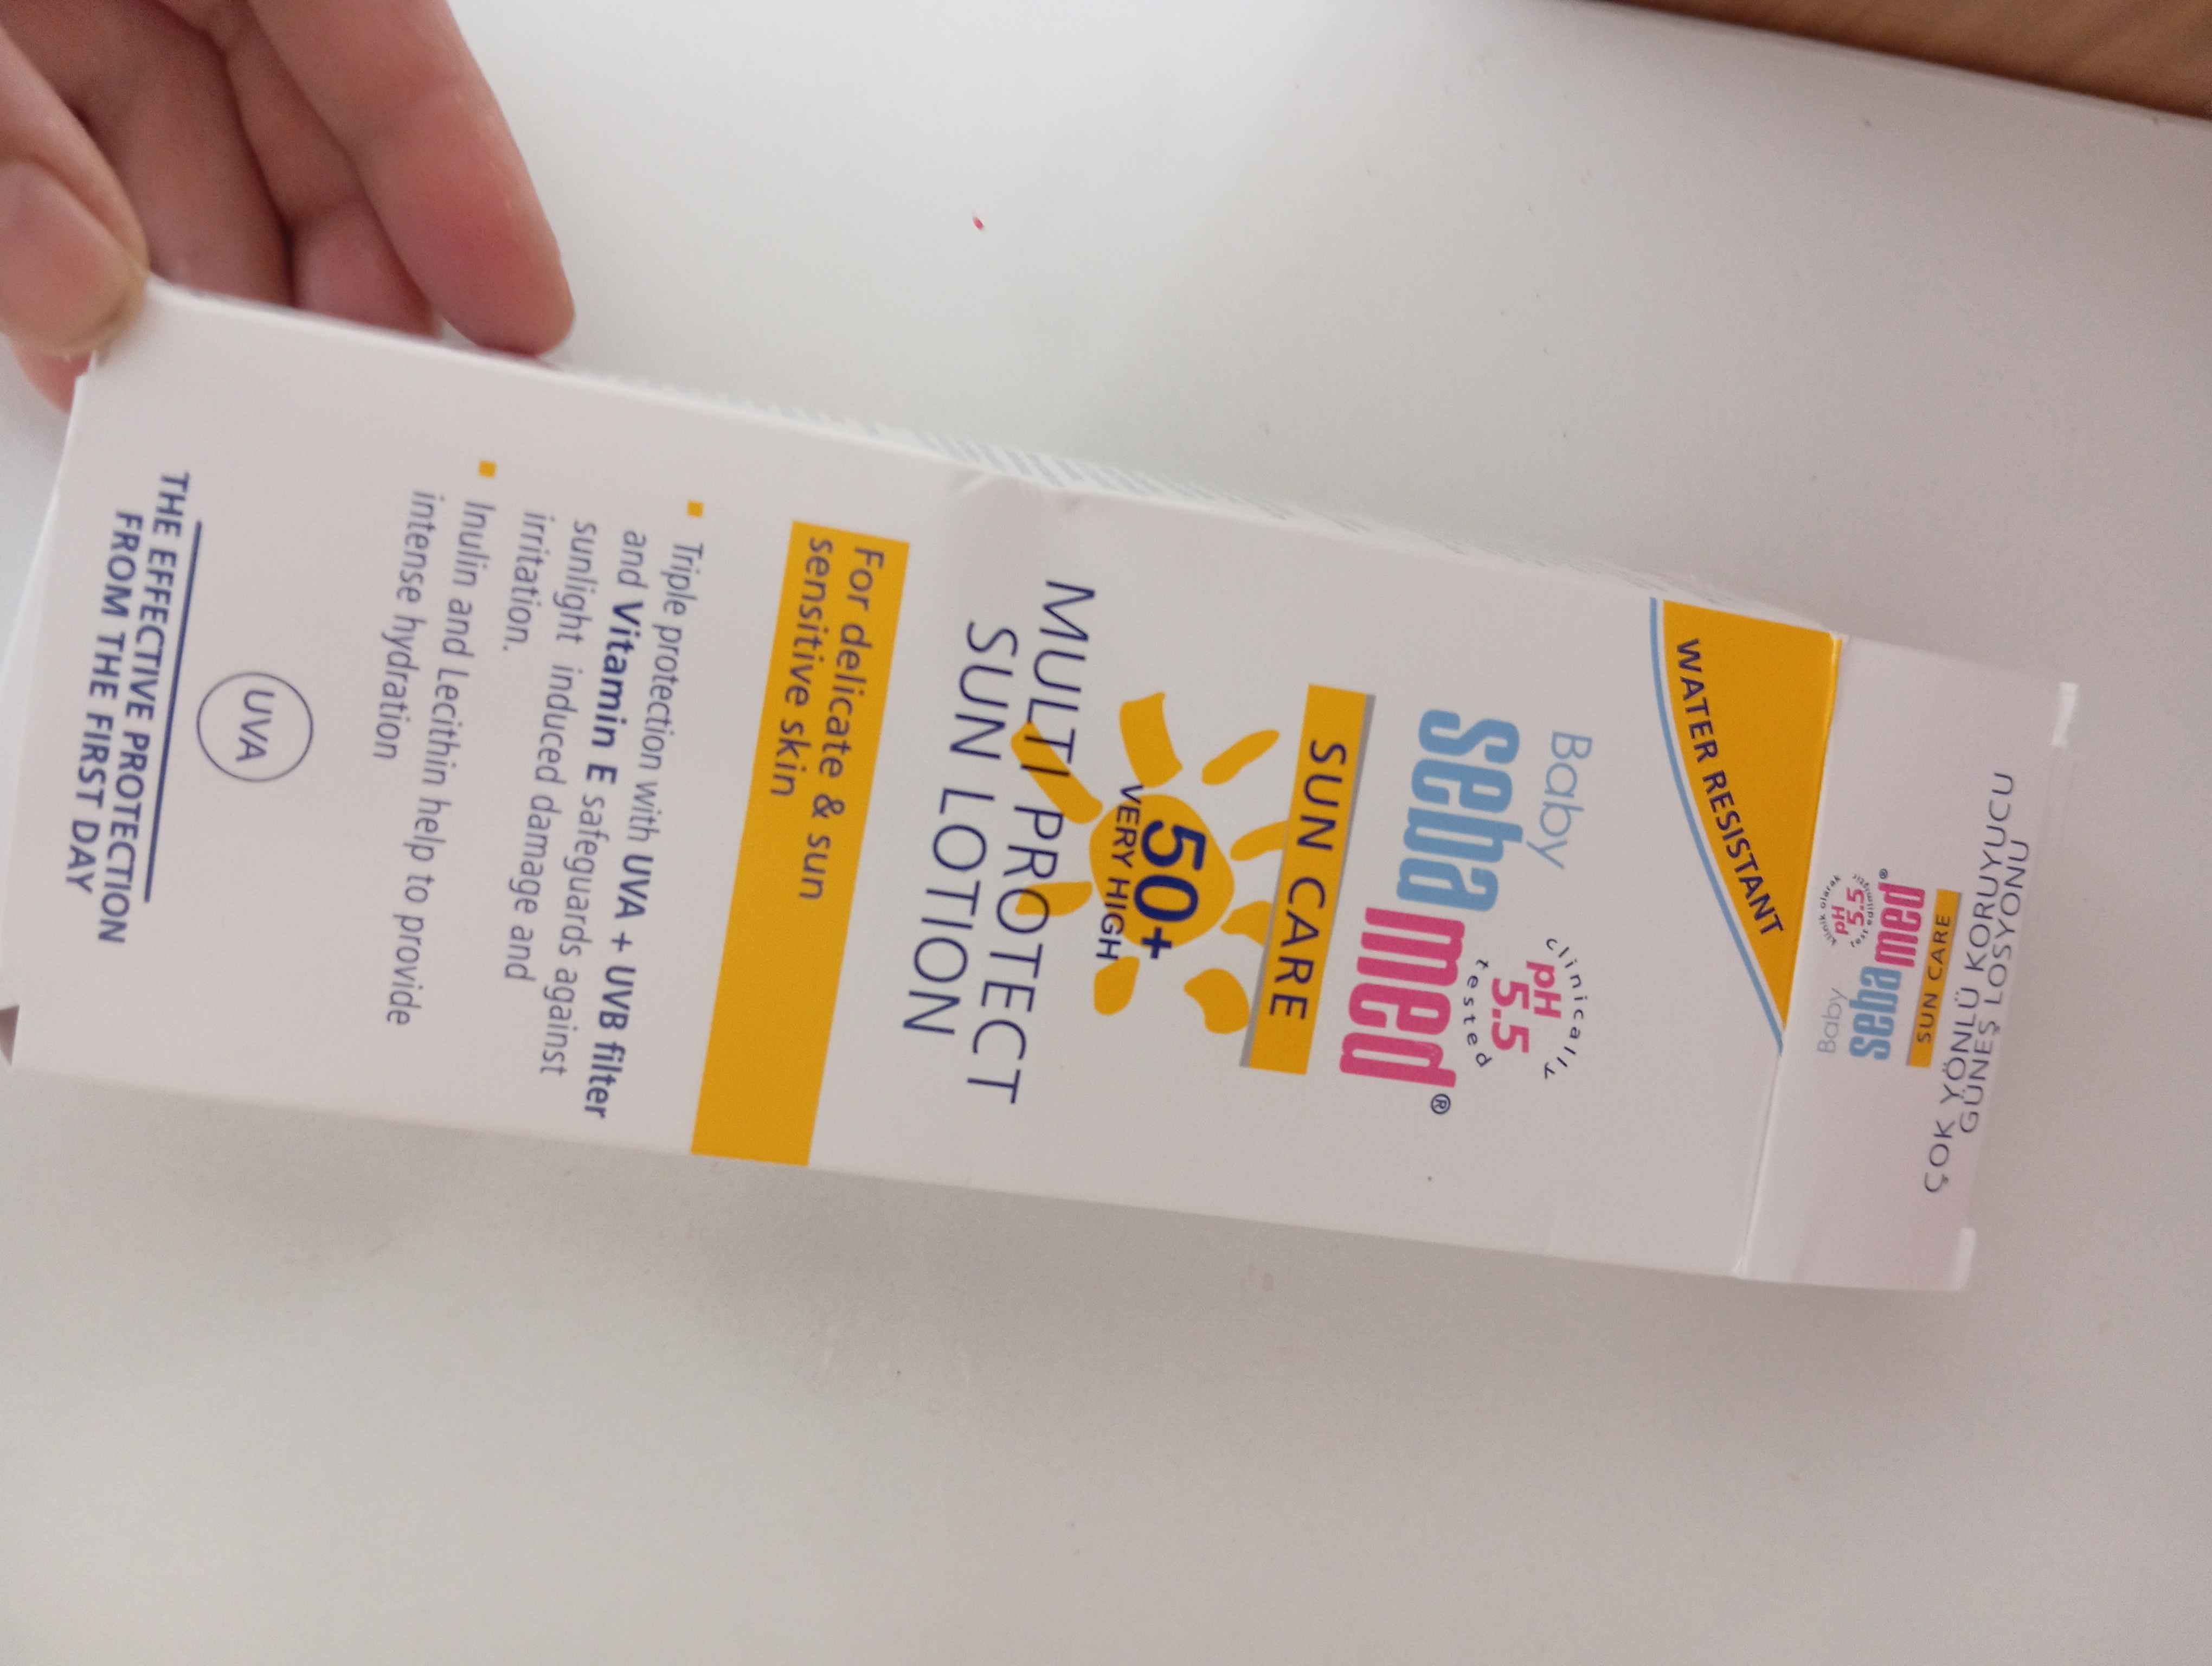 ÇOK YÖNLÜ KORUYUCU
GÜNEŞ LOSYONU
SUN CARE
Baby
sebamed®
klinik olarak
pH
5.5
WATER RESISTANT
Baby
sebamed®
clinically
pH
5.5
tested
SUN CARE
50+
VERY HIGH
MULTI PROTECT
SUN LOTION
For delicate & sun
sensitive skin
Triple protection with UVA + UVB filter
and Vitamin E safeguards against
sunlight induced damage and
irritation.
Inulin and Lecithin help to provide
intense hydration
UVA
THE EFFECTIVE PROTECTION
FROM THE FIRST DAY